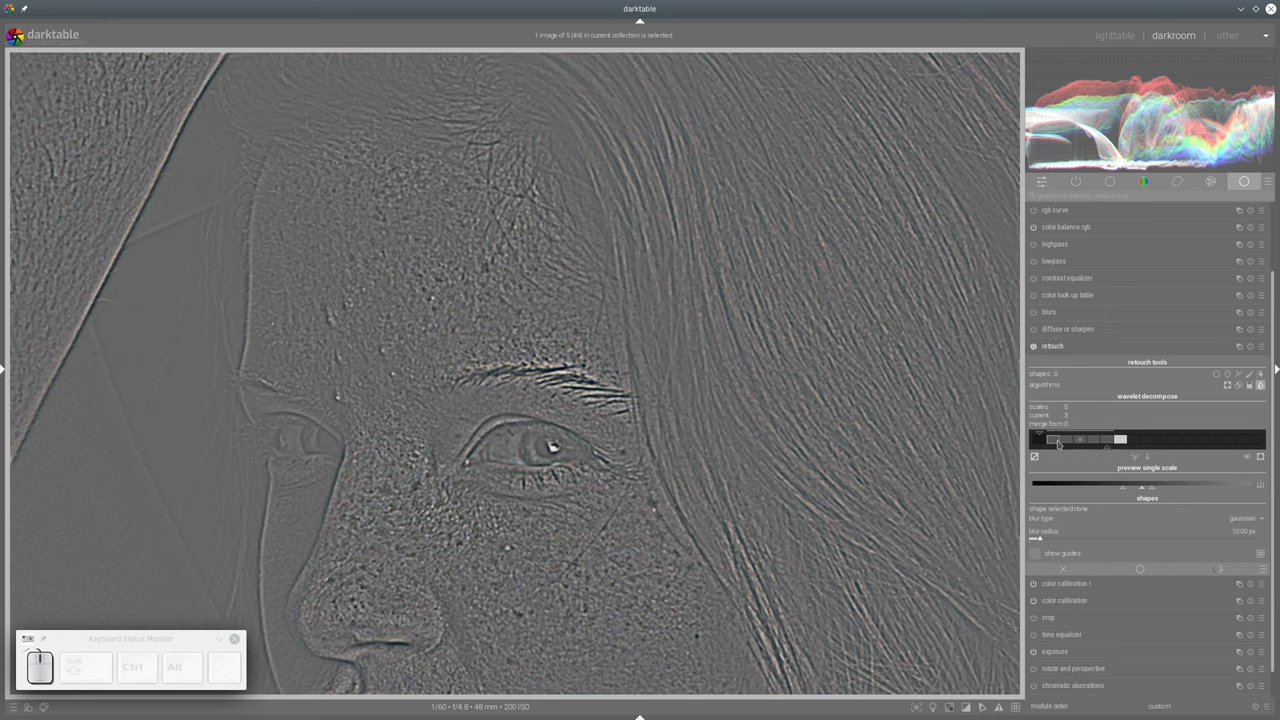 darktable
darktable
1 image of 5 (#4) in current collection is selected
lighttable | darkroom | other
rgb curve
color balance rgb
highpass
lowpass
contrast equalizer
color look up table
blurs
diffuse or sharpen
retouch
retouch tools
shapes: 0
algorithms:
wavelet decompose
scales: 5
current: 3
merge from: 0
preview single scale
shapes
shape selected: none
blur type gaussian
blur radius 10.00 px
show guides
color calibration 1
color calibration
crop
tone equalizer
exposure
rotate and perspective
chromatic aberrations
module order custom
Keyboard Status Monitor
Shift Ctrl Alt
1/60 • f/4.8 • 48 mm • 200 ISO